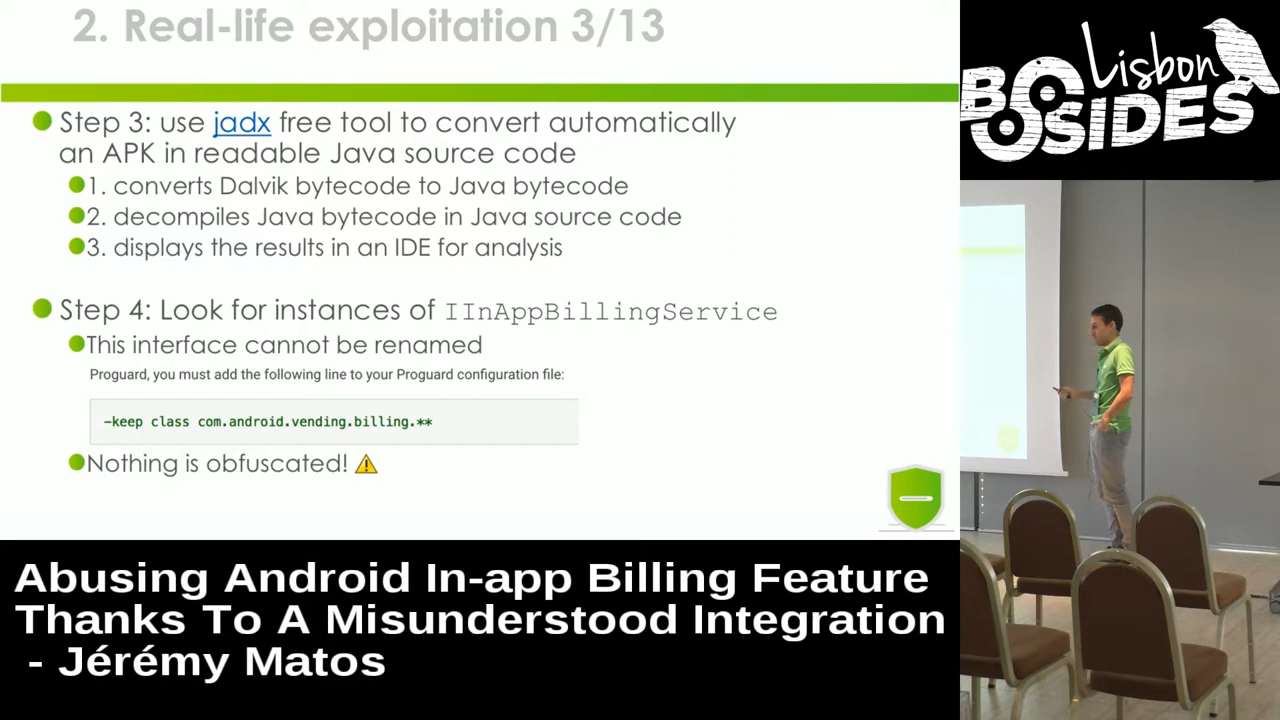 2. Real-life exploitation 3/13
Step 3: use jadx free tool to convert automatically
an APK in readable Java source code
1. converts Dalvik bytecode to Java bytecode
2. decompiles Java bytecode in Java source code
3. displays the results in an IDE for analysis
Step 4: Look for instances of IInAppBillingService
This interface cannot be renamed
Proguard, you must add the following line to your Proguard configuration file:
-keep class com.android.vending.billing.**
Nothing is obfuscated!
Lisbon
BSIDES
Abusing Android In-app Billing Feature
Thanks To A Misunderstood Integration
- Jérémy Matos